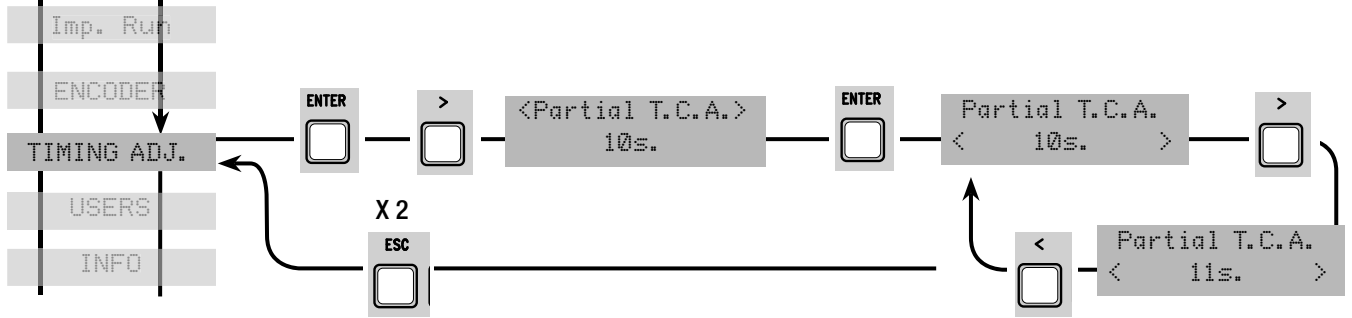 Imp. Run
ENCODER
TIMING ADJ.
USERS
INFO
ENTER
>
<Partial T.C.A.>
10s.
ENTER
Partial T.C.A.
< 10s. >
>
X 2
ESC
<
Partial T.C.A.
< 11s. >